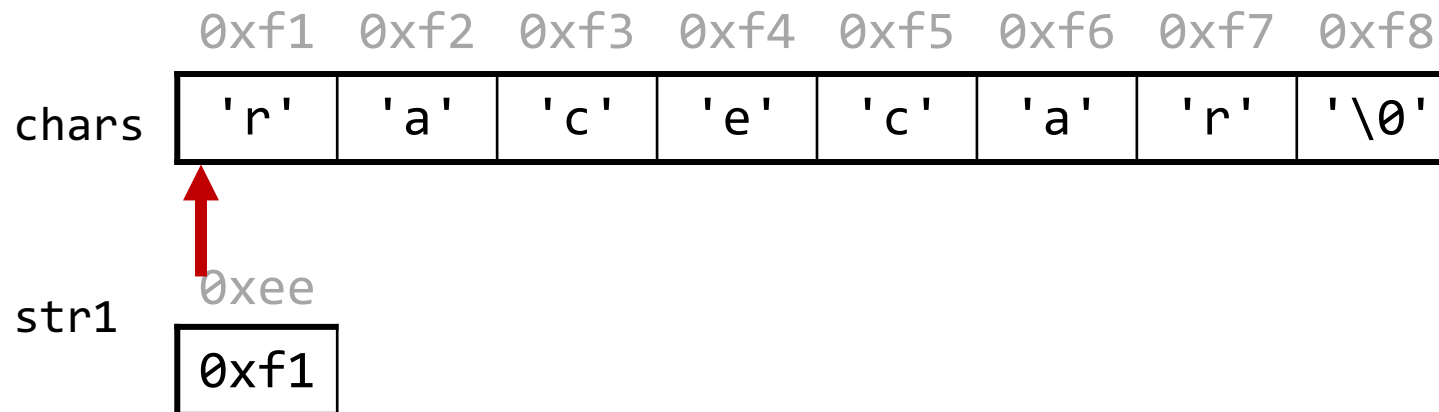 0xf1 0xf2 0xf3 0xf4 0xf5 0xf6 0xf7 0xf8
chars 'r' 'a' 'c' 'e' 'c' 'a' 'r' '\0'
0xee
str1
0xf1